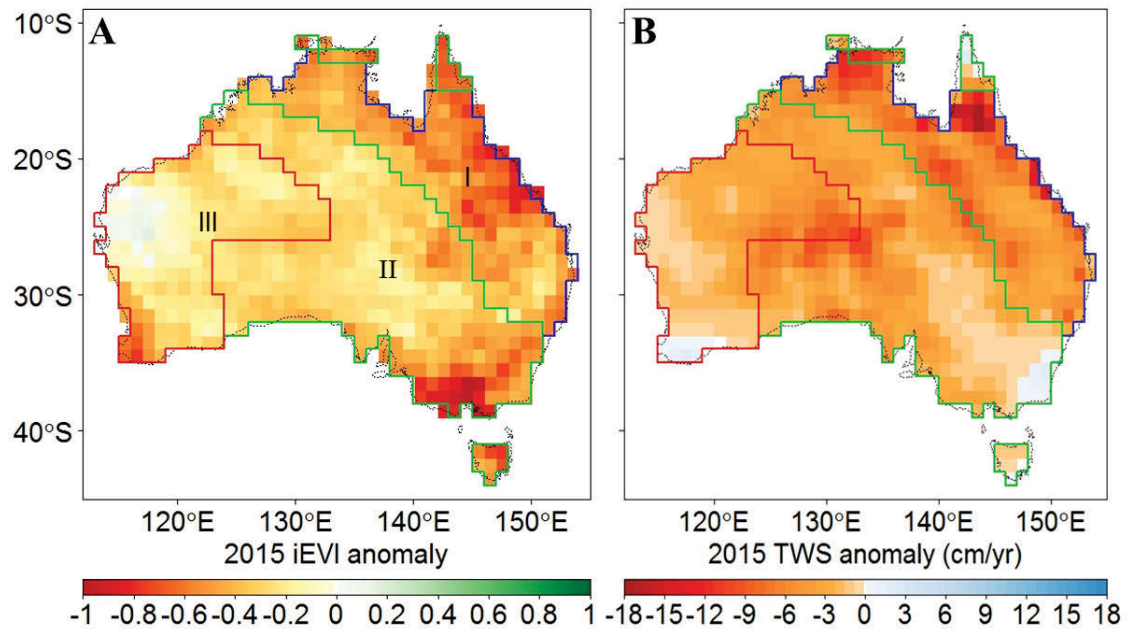 A
B
10°S
20°S
30°S
40°S
I
II
III
120°E 130°E 140°E 150°E
120°E 130°E 140°E 150°E
2015 iEVI anomaly
2015 TWS anomaly (cm/yr)
-1 -0.8 -0.6 -0.4 -0.2 0 0.2 0.4 0.6 0.8 1
-18 -15 -12 -9 -6 -3 0 3 6 9 12 15 18